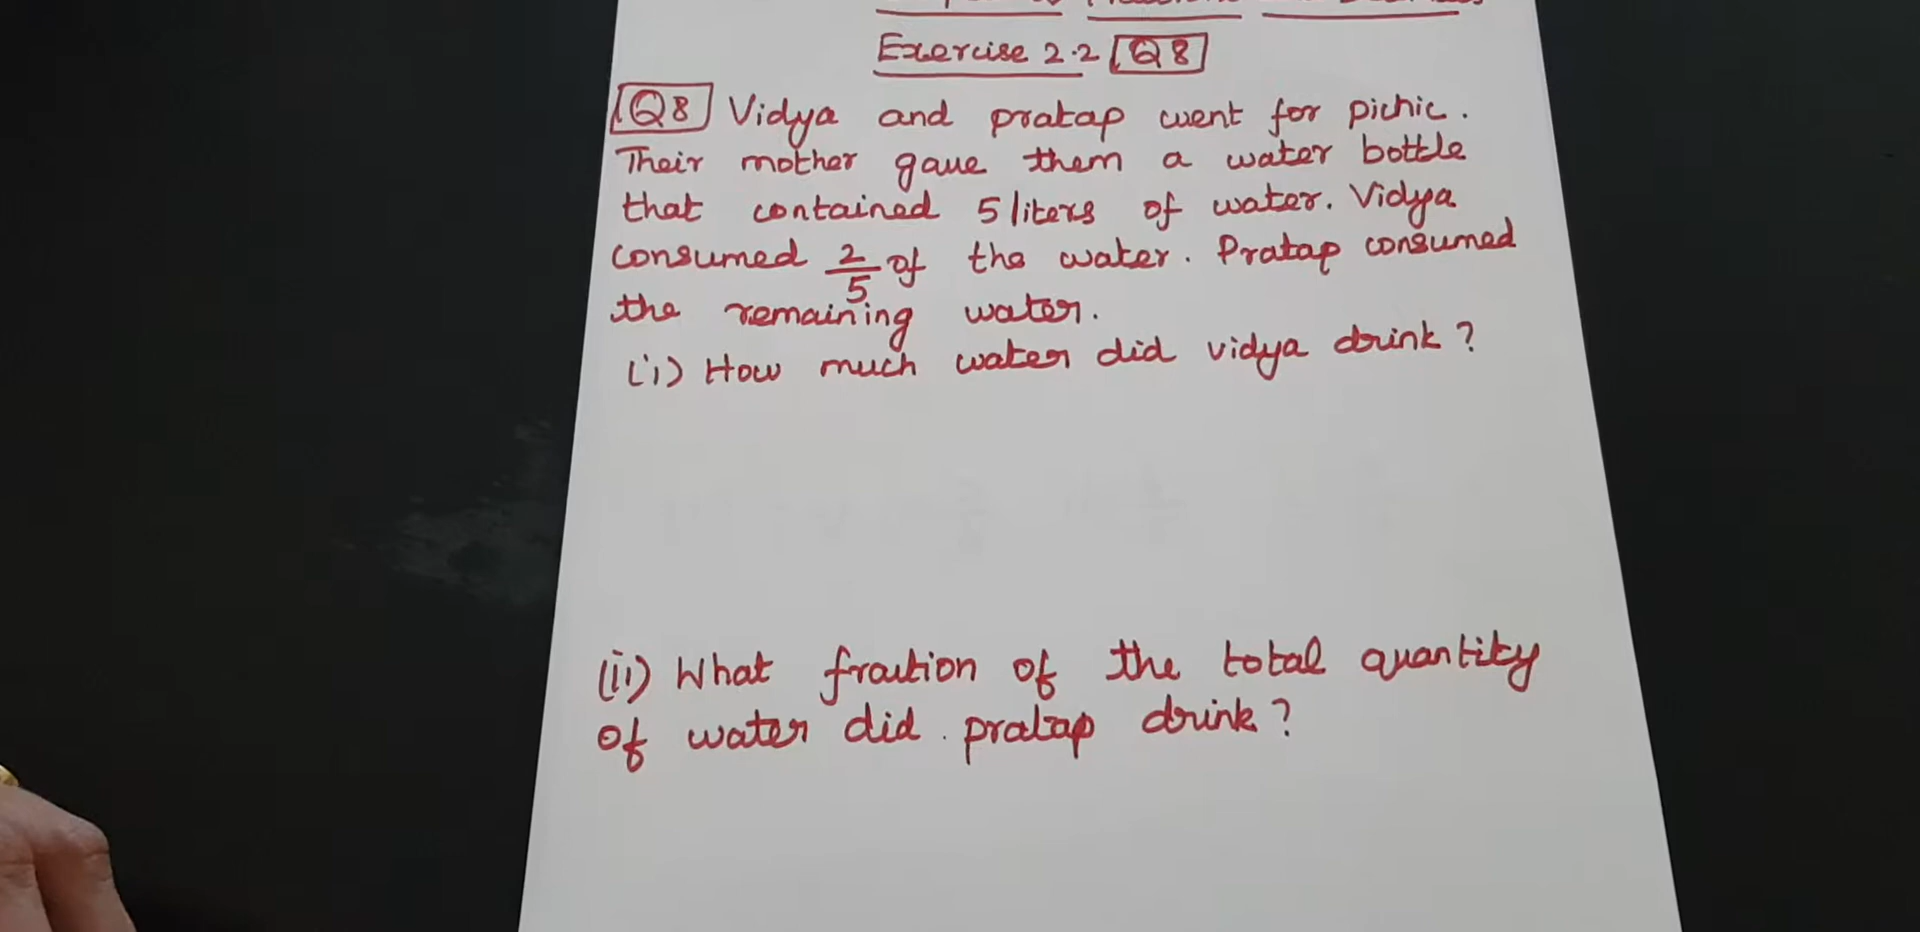 Exercise 2.2 Q8
Q8 Vidya and pratap went for pichic.
Their mother gave them a water bottle
that contained 5 liters of water. Vidya
consumed 2/5 of the water. Pratap consumed
the remaining water.
(i) How much water did vidya drink?
(ii) What fraution of the total quantity
of water did pratap drink?